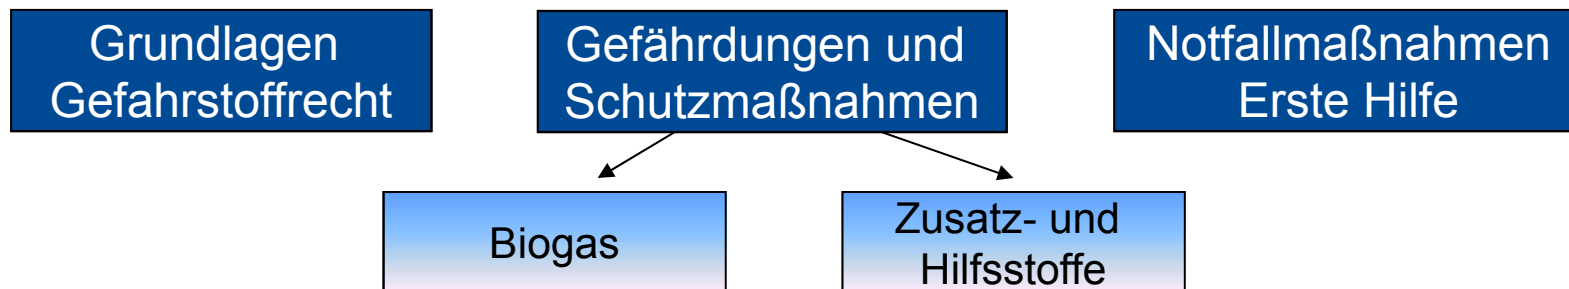 Grundlagen
Gefahrstoffrecht
Gefährdungen und
Schutzmaßnahmen
Notfallmaßnahmen
Erste Hilfe
Biogas
Zusatz- und
Hilfsstoffe